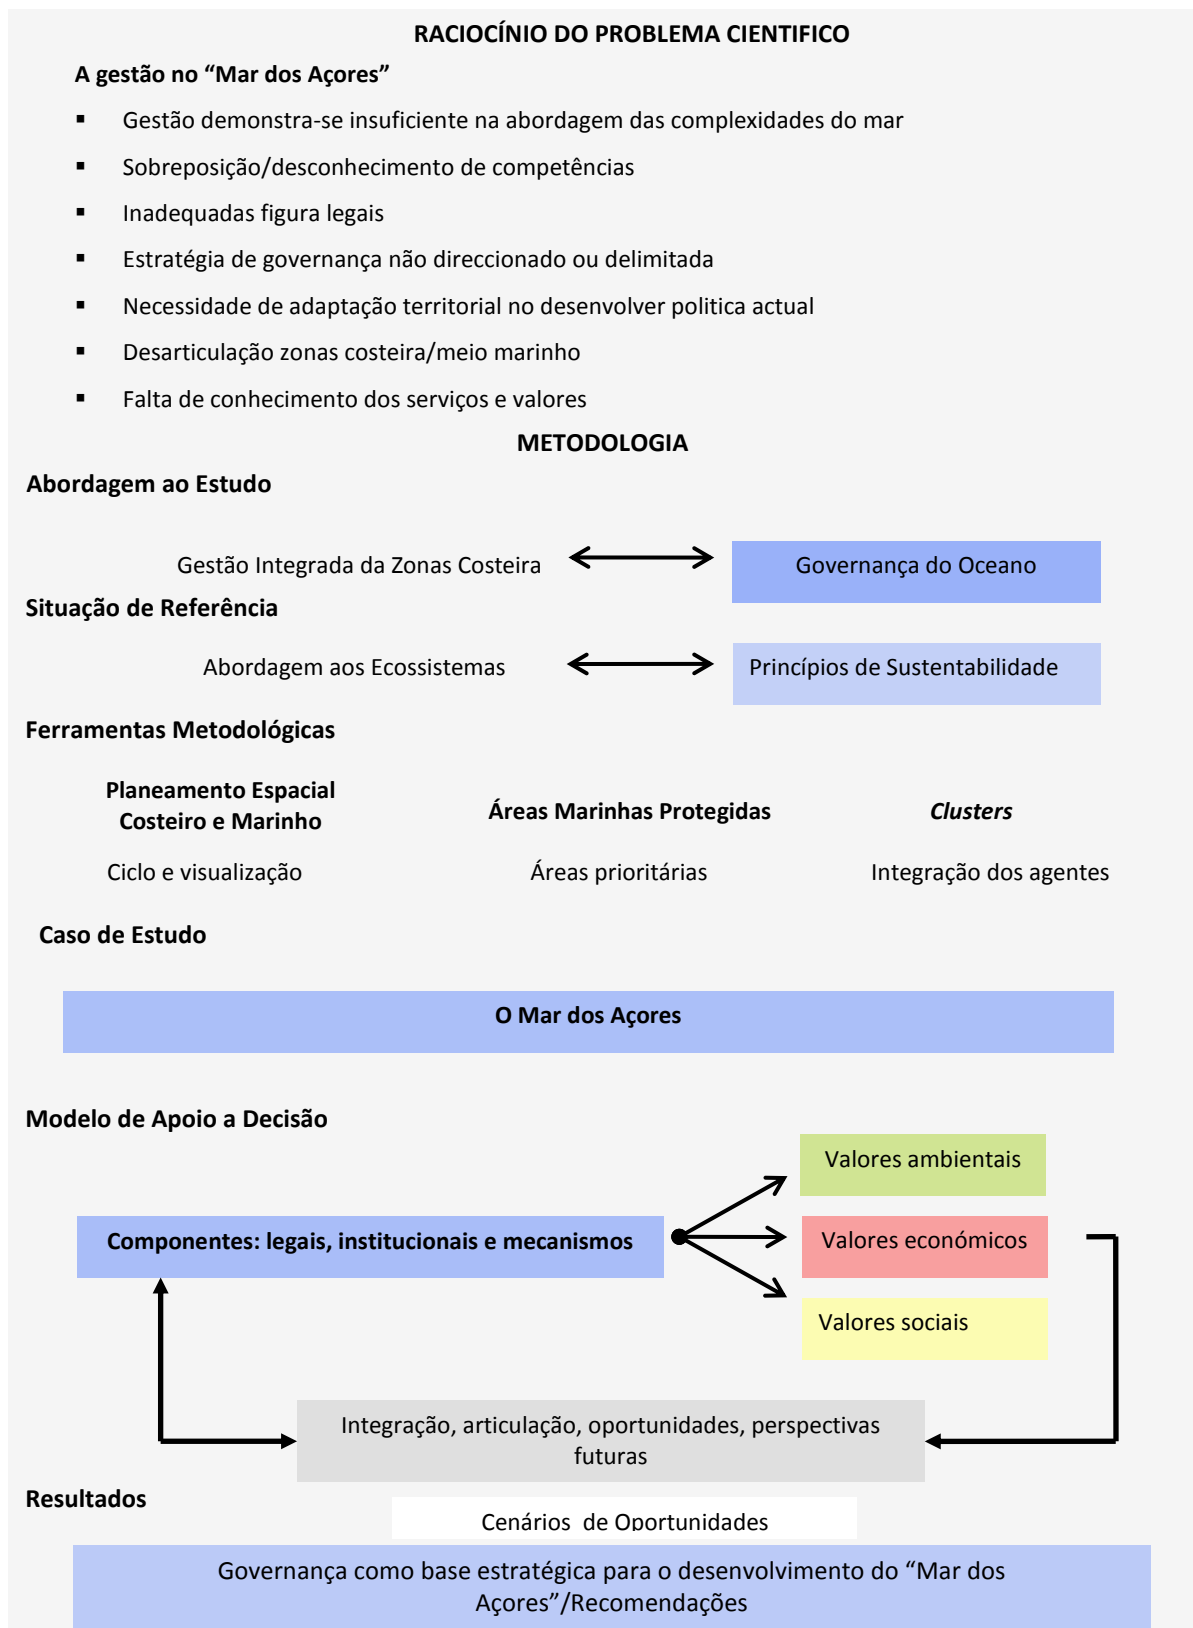 RACIOCÍNIO DO PROBLEMA CIENTIFICO
A gestão no “Mar dos Açores”
▪ Gestão demonstra-se insuficiente na abordagem das complexidades do mar
▪ Sobreposição/desconhecimento de competências
▪ Inadequadas figura legais
▪ Estratégia de governança não direccionado ou delimitada
▪ Necessidade de adaptação territorial no desenvolver politica actual
▪ Desarticulação zonas costeira/meio marinho
▪ Falta de conhecimento dos serviços e valores
METODOLOGIA
Abordagem ao Estudo
Gestão Integrada da Zonas Costeira
Governança do Oceano
Situação de Referência
Abordagem aos Ecossistemas
Princípios de Sustentabilidade
Ferramentas Metodológicas
Planeamento Espacial
Costeiro e Marinho
Áreas Marinhas Protegidas
Clusters
Ciclo e visualização
Áreas prioritárias
Integração dos agentes
Caso de Estudo
O Mar dos Açores
Modelo de Apoio a Decisão
Valores ambientais
Componentes: legais, institucionais e mecanismos
Valores económicos
Valores sociais
Integração, articulação, oportunidades, perspectivas
futuras
Resultados
Cenários de Oportunidades
Governança como base estratégica para o desenvolvimento do “Mar dos
Açores”/Recomendações